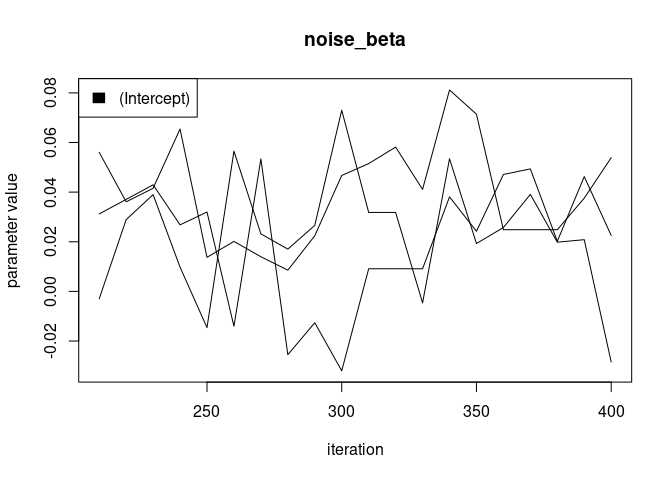 noise_beta
(Intercept)
parameter value
0.08
0.06
0.04
0.02
0.00
-0.02
250 300 350 400
iteration